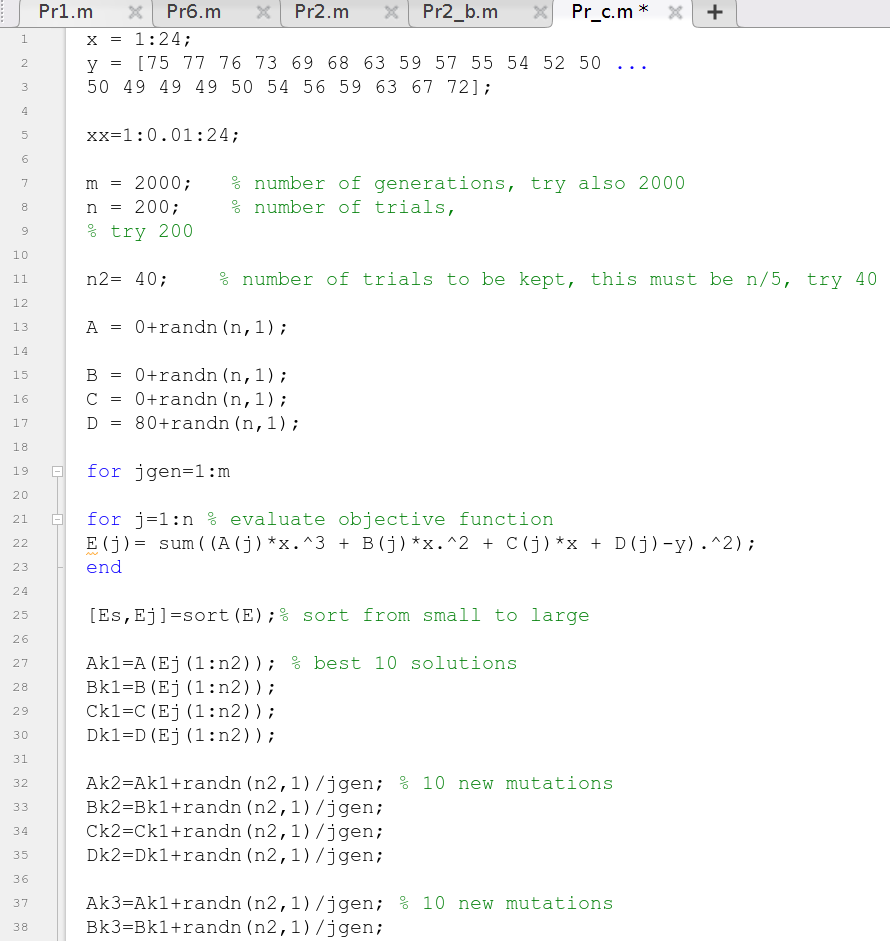 Pr1.m Pr6.m Pr2.m Pr2_b.m Pr_c.m * +
1 x = 1:24;
2 y = [75 77 76 73 69 68 63 59 57 55 54 52 50 ...
3 50 49 49 49 50 54 56 59 63 67 72];
4
5 xx=1:0.01:24;
6
7 m = 2000; % number of generations, try also 2000
8 n = 200; % number of trials,
9 % try 200
10
11 n2= 40; % number of trials to be kept, this must be n/5, try 40
12
13 A = 0+randn(n,1);
14
15 B = 0+randn(n,1);
16 C = 0+randn(n,1);
17 D = 80+randn(n,1);
18
19 for jgen=1:m
20
21 for j=1:n % evaluate objective function
22 E(j)= sum((A(j)*x.^3 + B(j)*x.^2 + C(j)*x + D(j)-y).^2);
23 end
24
25 [Es,Ej]=sort(E);% sort from small to large
26
27 Ak1=A(Ej(1:n2)); % best 10 solutions
28 Bk1=B(Ej(1:n2));
29 Ck1=C(Ej(1:n2));
30 Dk1=D(Ej(1:n2));
31
32 Ak2=Ak1+randn(n2,1)/jgen; % 10 new mutations
33 Bk2=Bk1+randn(n2,1)/jgen;
34 Ck2=Ck1+randn(n2,1)/jgen;
35 Dk2=Dk1+randn(n2,1)/jgen;
36
37 Ak3=Ak1+randn(n2,1)/jgen; % 10 new mutations
38 Bk3=Bk1+randn(n2,1)/jgen;